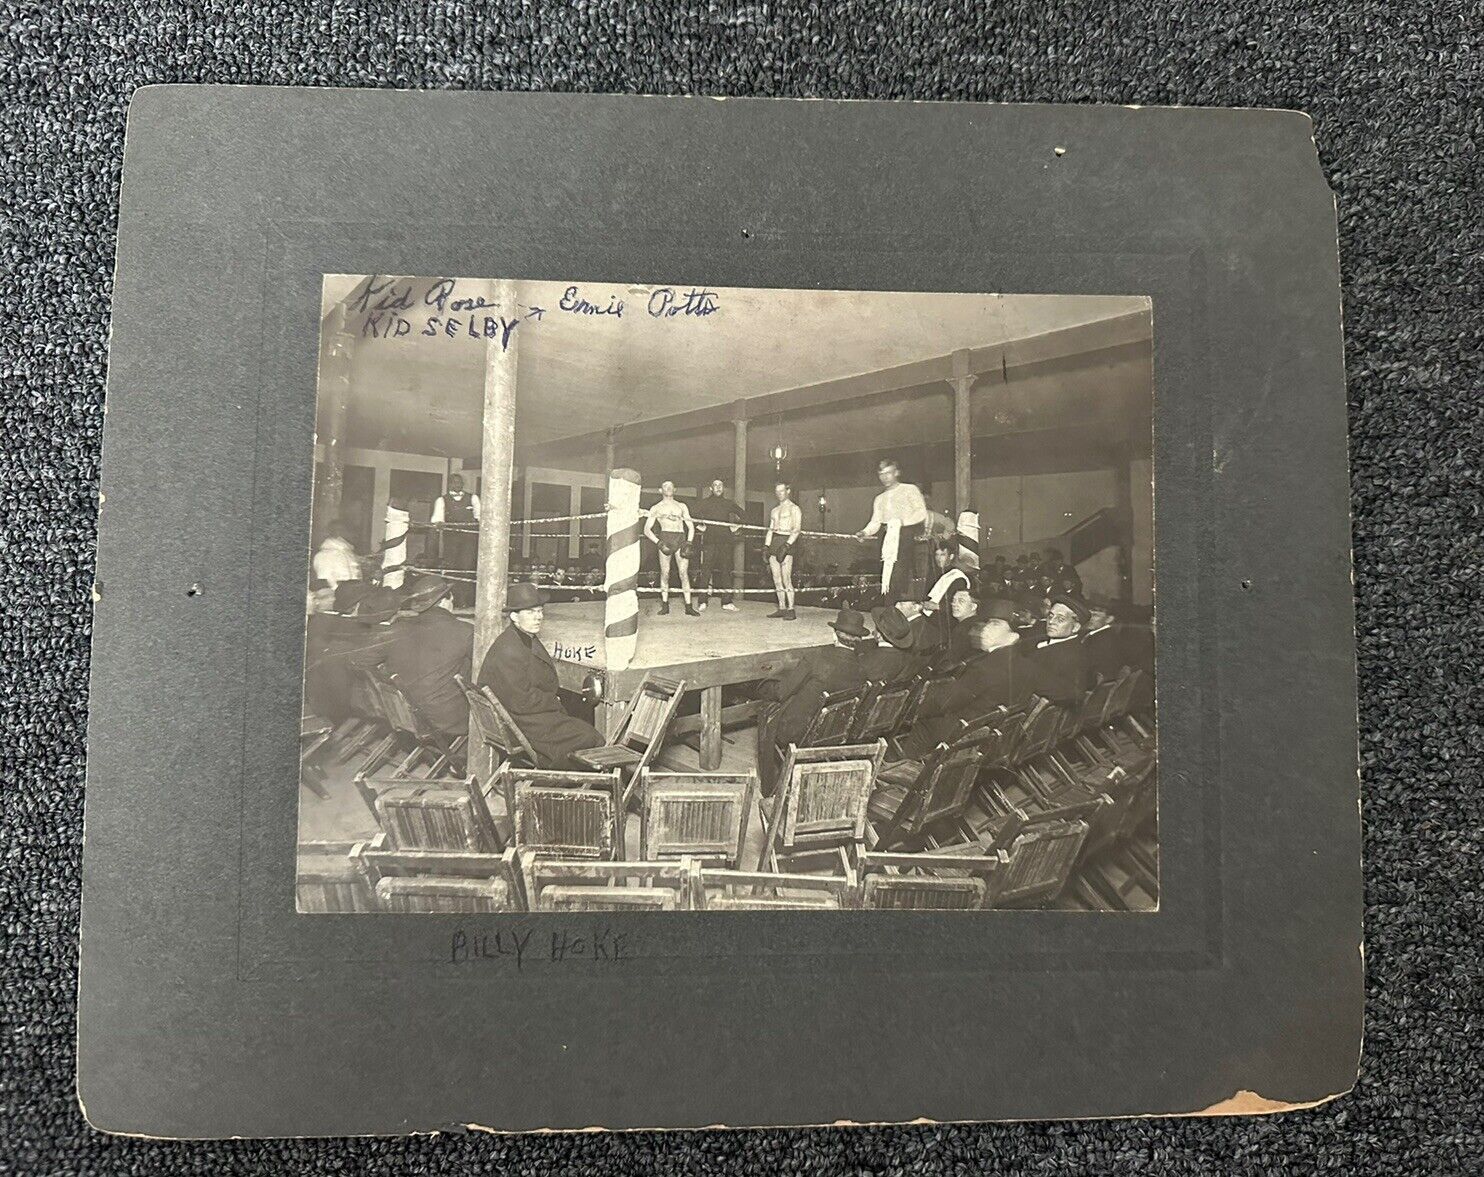 Kid Rose → Ernie Potts
KID SELBY
HOKE
BILLY HOKE